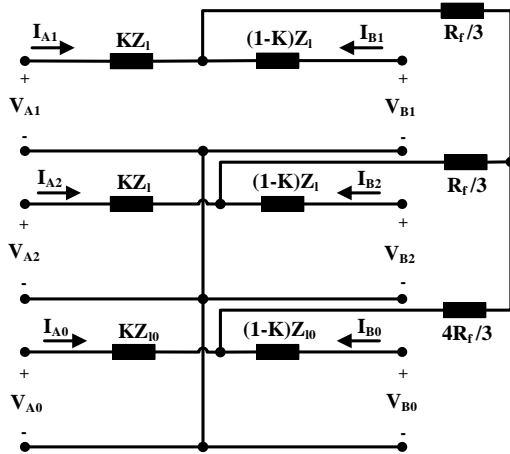 I_A1 KZ_l (1-K)Z_l I_B1 R_f/3
+ +
V_A1 V_B1
- -
I_A2 KZ_l (1-K)Z_l I_B2 R_f/3
+ +
V_A2 V_B2
- -
I_A0 KZ_l0 (1-K)Z_l0 I_B0 4R_f/3
+ +
V_A0 V_B0
- -